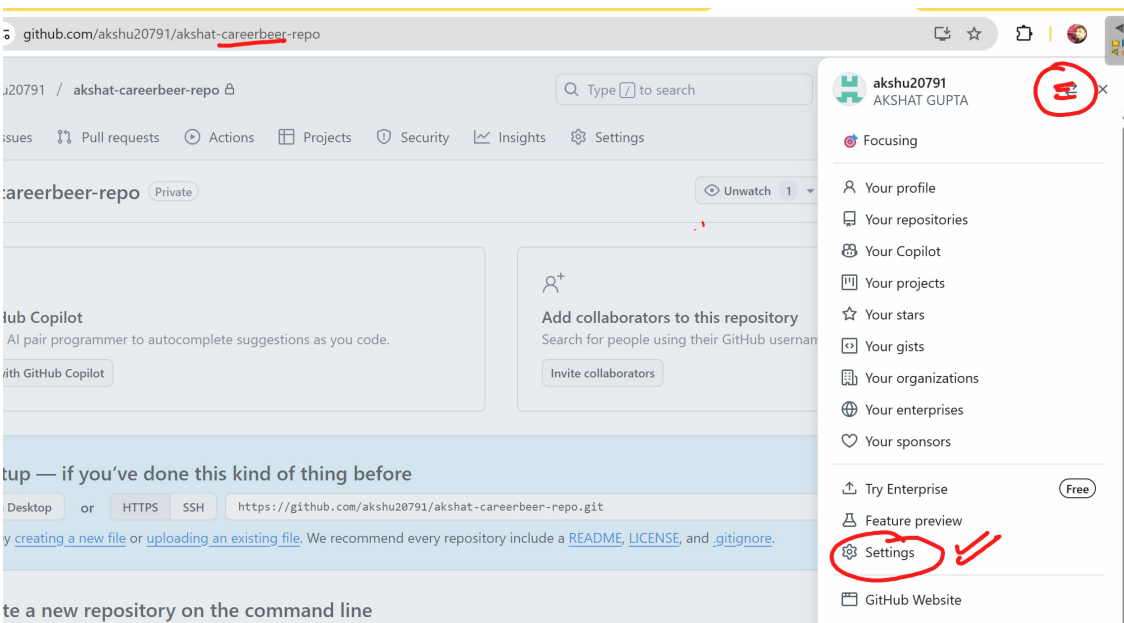 github.com/akshu20791/akshat-careerbeer-repo
u20791 / akshat-careerbeer-repo
Type / to search
akshu20791
AKSHAT GUPTA
ssues Pull requests Actions Projects Security Insights Settings
Focusing
careerbeer-repo Private
Unwatch 1
Your profile
Your repositories
Your Copilot
Your projects
Your stars
Your gists
Your organizations
Your enterprises
Your sponsors
Hub Copilot
AI pair programmer to autocomplete suggestions as you code.
with GitHub Copilot
Add collaborators to this repository
Search for people using their GitHub usernam
Invite collaborators
tup — if you’ve done this kind of thing before
Desktop or HTTPS SSH https://github.com/akshu20791/akshat-careerbeer-repo.git
y creating a new file or uploading an existing file. We recommend every repository include a README, LICENSE, and .gitignore.
te a new repository on the command line
Try Enterprise Free
Feature preview
Settings
GitHub Website